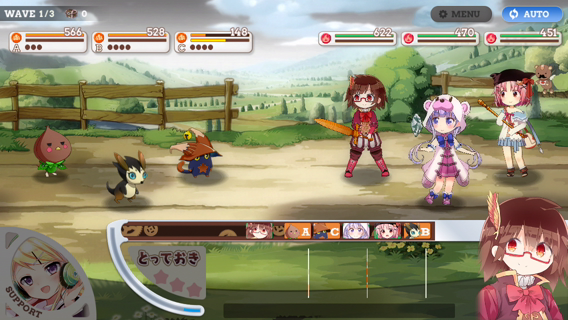 WAVE 1/3 0
MENU
AUTO
566
A
528
B
148
C
622
470
451
A C B
とっておき
SUPPORT